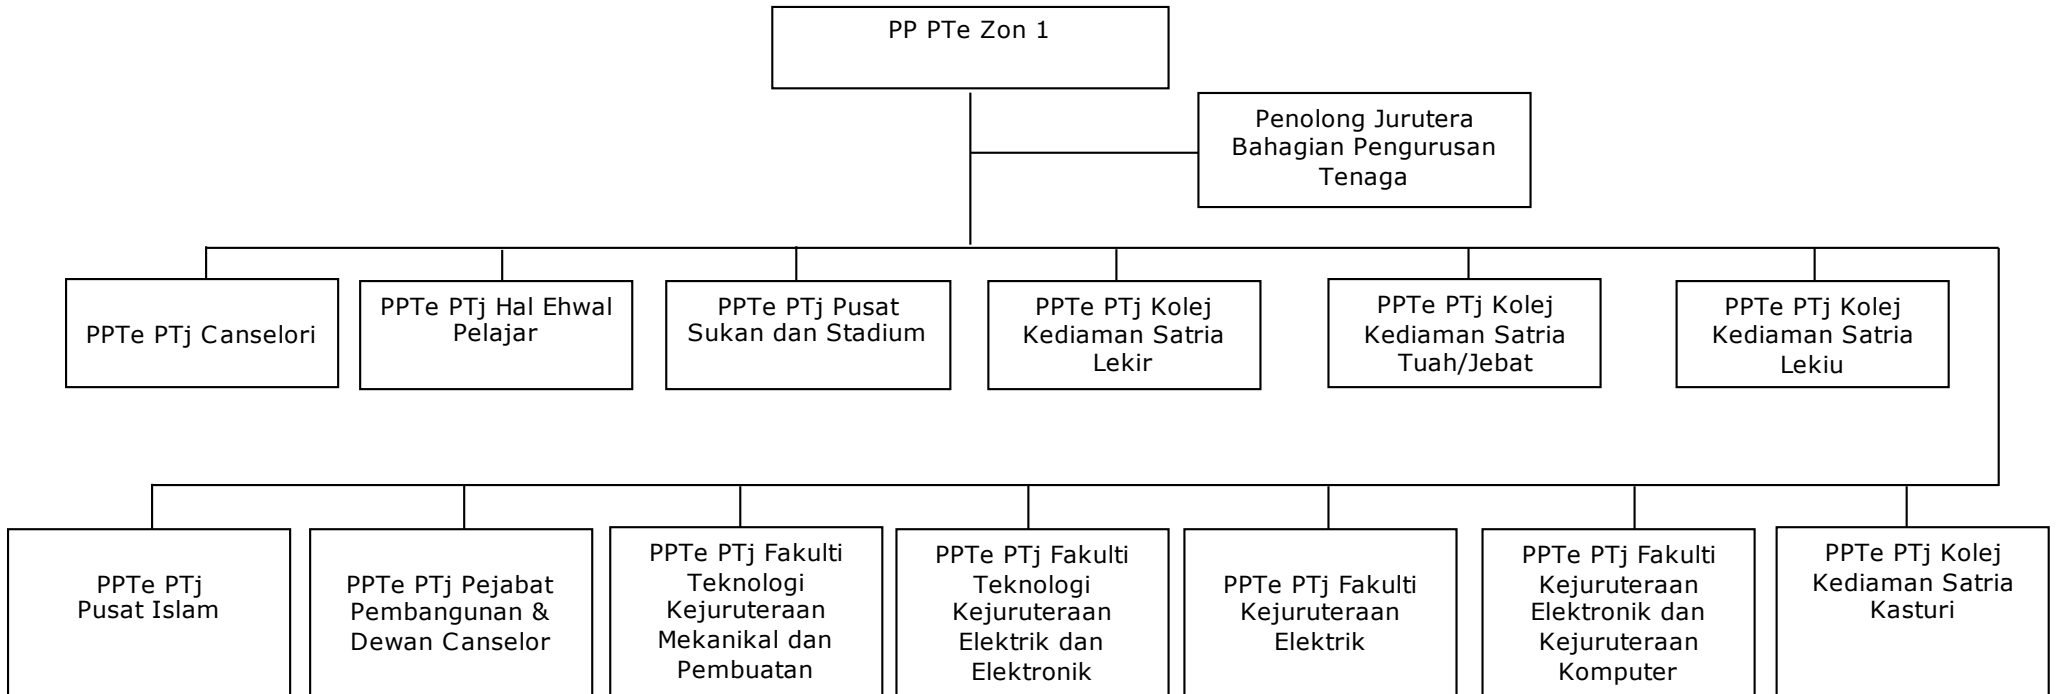 PP PTe Zon 1
Penolong Jurutera
Bahagian Pengurusan
Tenaga
PPTe PTj Canselori
PPTe PTj Hal Ehwal
Pelajar
PPTe PTj Pusat
Sukan dan Stadium
PPTe PTj Kolej
Kediaman Satria
Lekir
PPTe PTj Kolej
Kediaman Satria
Tuah/Jebat
PPTe PTj Kolej
Kediaman Satria
Lekiu
PPTe PTj
Pusat Islam
PPTe PTj Pejabat
Pembangunan &
Dewan Canselor
PPTe PTj Fakulti
Teknologi
Kejuruteraan
Mekanikal dan
Pembuatan
PPTe PTj Fakulti
Teknologi
Kejuruteraan
Elektrik dan
Elektronik
PPTe PTj Fakulti
Kejuruteraan
Elektrik
PPTe PTj Fakulti
Kejuruteraan
Elektronik dan
Kejuruteraan
Komputer
PPTe PTj Kolej
Kediaman Satria
Kasturi